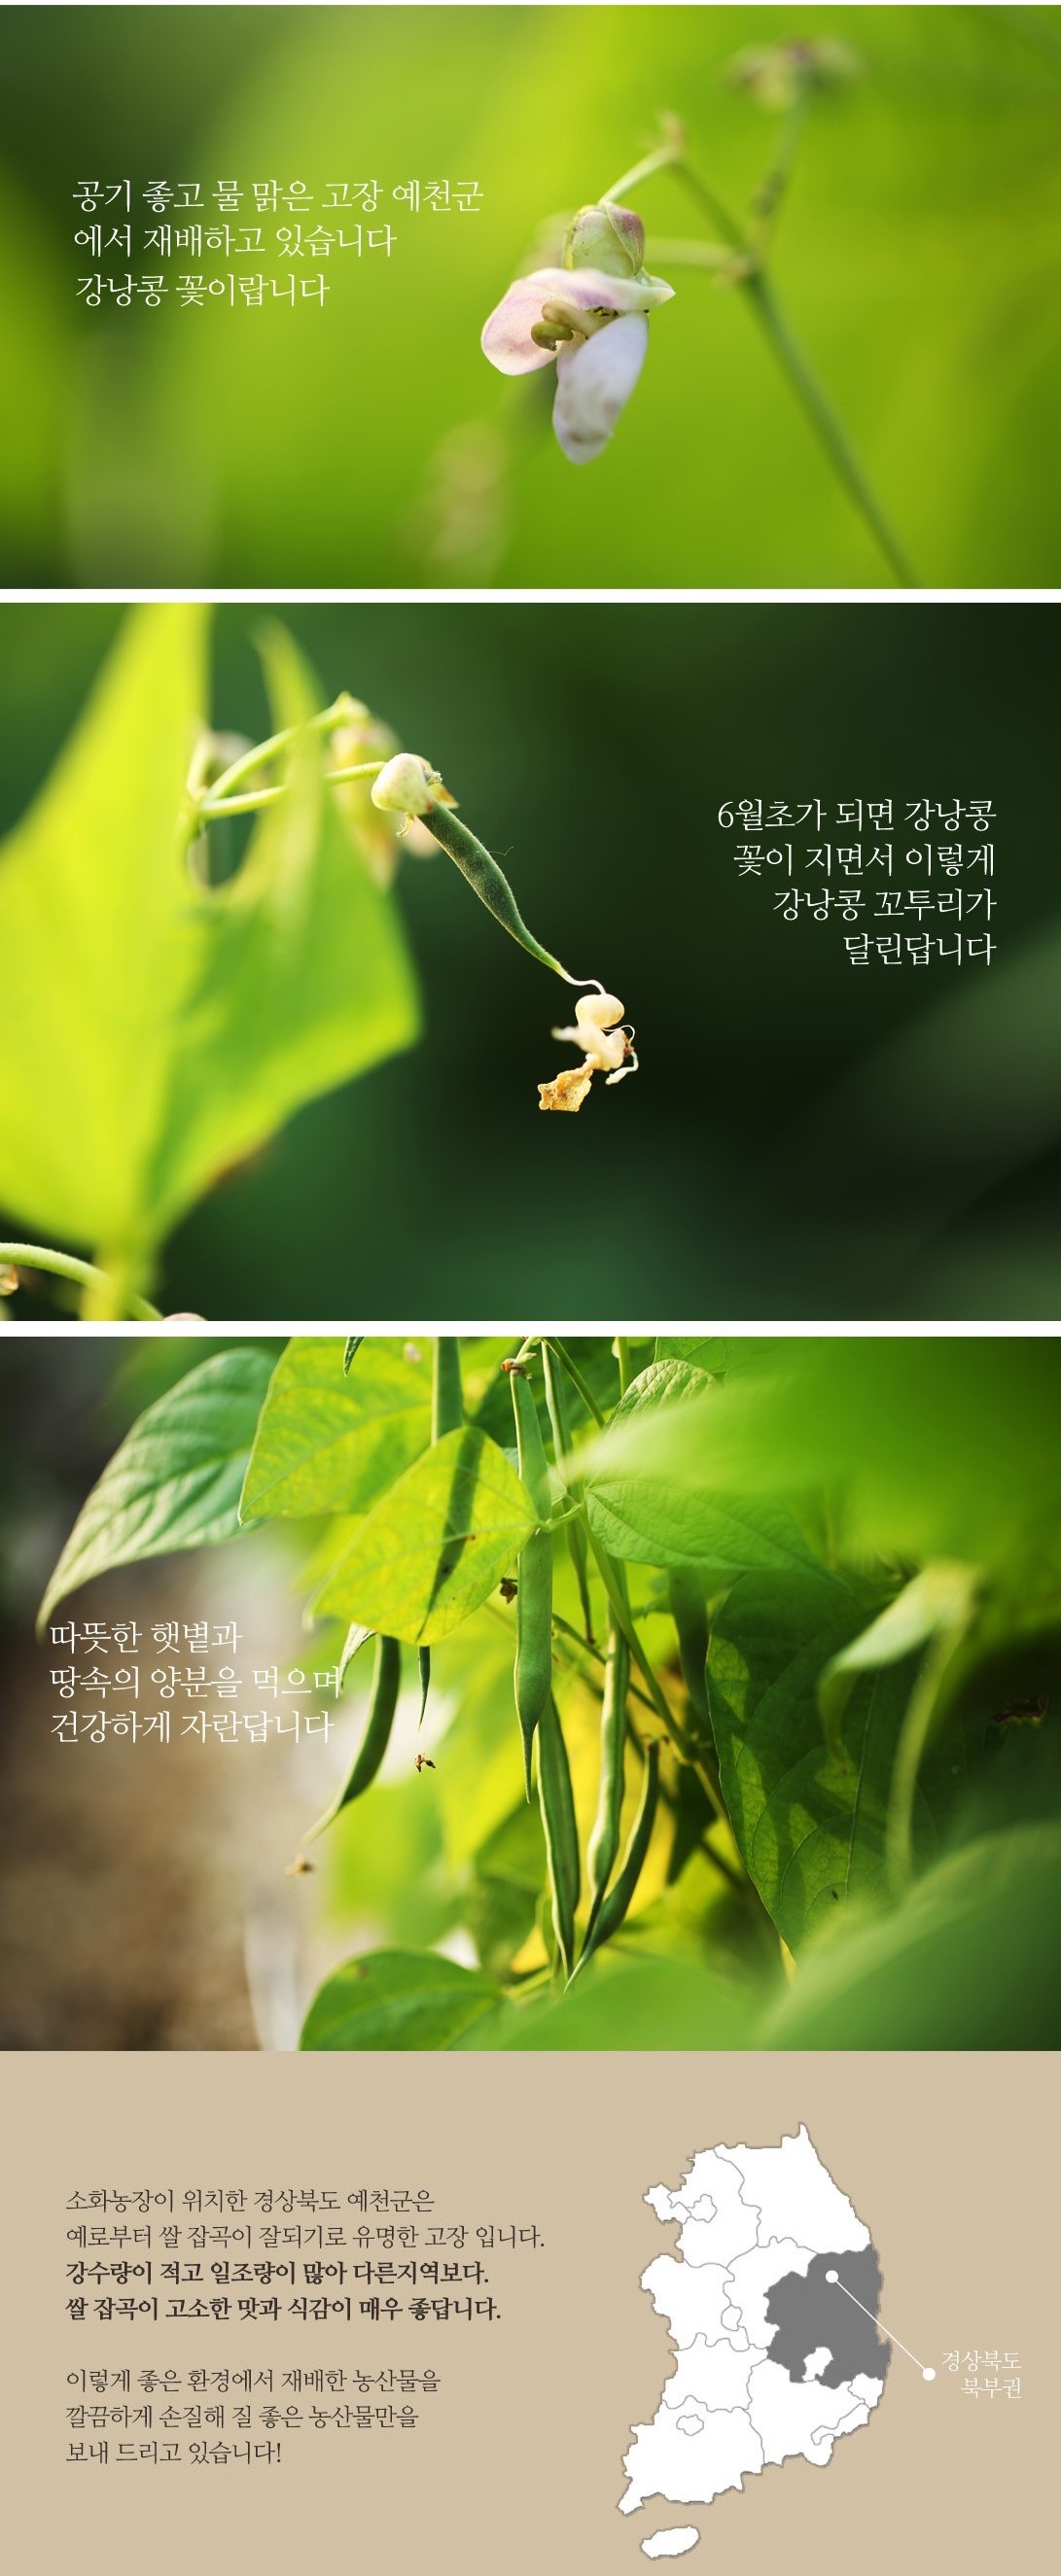 공기 좋고 물 맑은 고장 예천군
에서 재배하고 있습니다
강낭콩 꽃이랍니다
6월초가 되면 강낭콩
꽃이 지면서 이렇게
강낭콩 꼬투리가
달린답니다
따뜻한 햇볕과
땅속의 양분을 먹으며
건강하게 자란답니다
소화농장이 위치한 경상북도 예천군은
예로부터 쌀 잡곡이 잘되기로 유명한 고장 입니다.
강수량이 적고 일조량이 많아 다른지역보다.
쌀 잡곡이 고소한 맛과 식감이 매우 좋답니다.
이렇게 좋은 환경에서 재배한 농산물을
깔끔하게 손질해 질 좋은 농산물만을
보내 드리고 있습니다!
경상북도
북부권